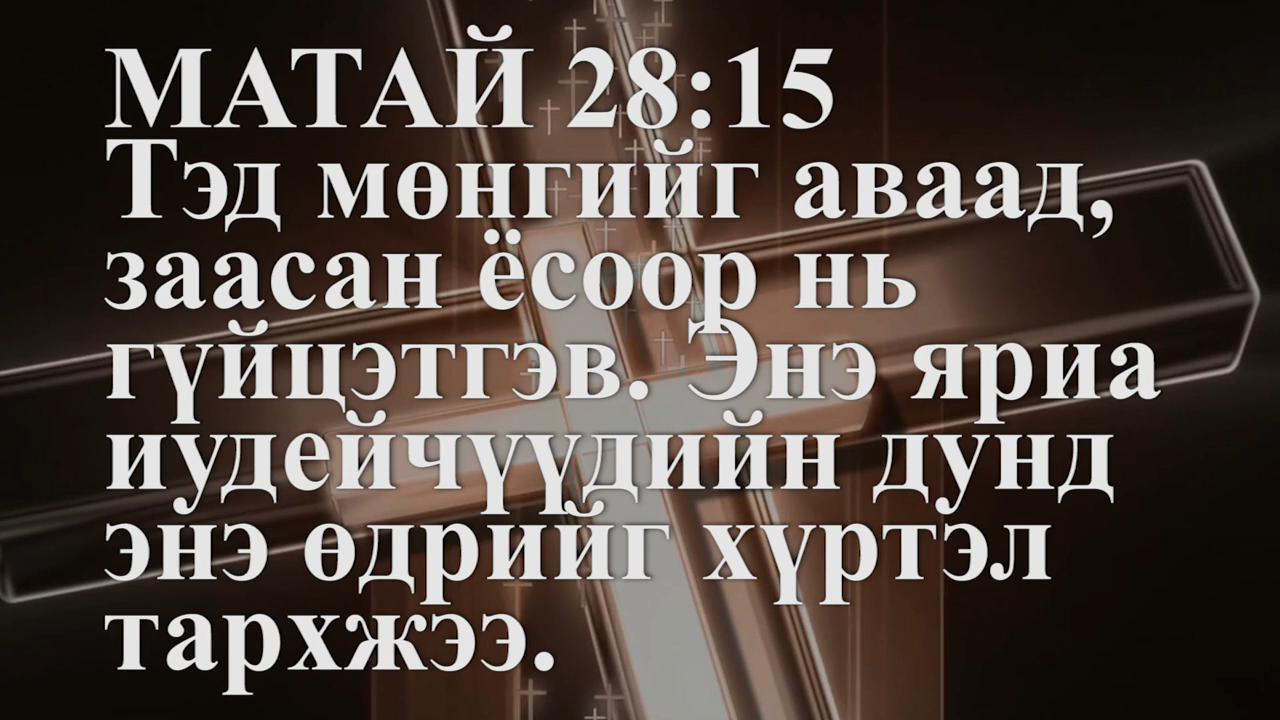 МАТАЙ 28:15
Тэд мөнгийг аваад,
заасан ёсоор нь
гүйцэтгэв. Энэ яриа
иудейчүүдийн дунд
энэ өдрийг хүртэл
тархжээ.